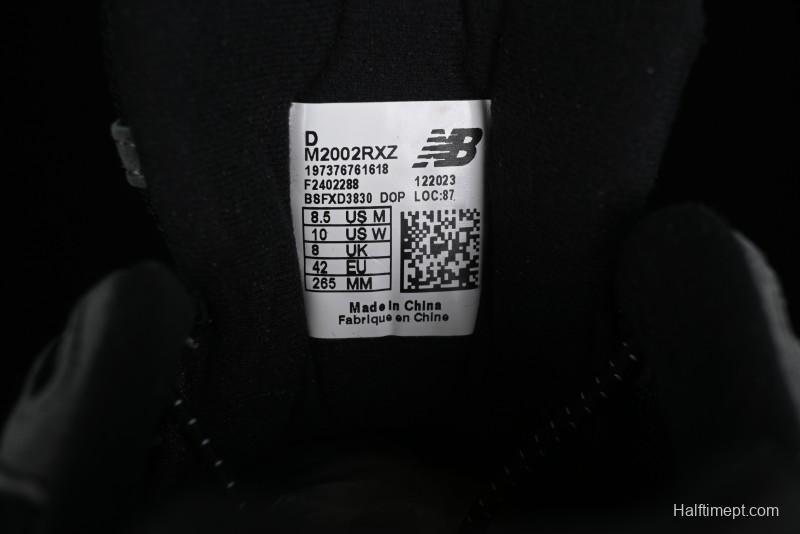 D
M2002RXZ
NB
197376761618
F2402288 122023
BSFXD3830 DOP LOC:87
8.5 US M
10 US W
8 UK
42 EU
265 MM
Made in China
Fabrique en Chine
Halftimept.com